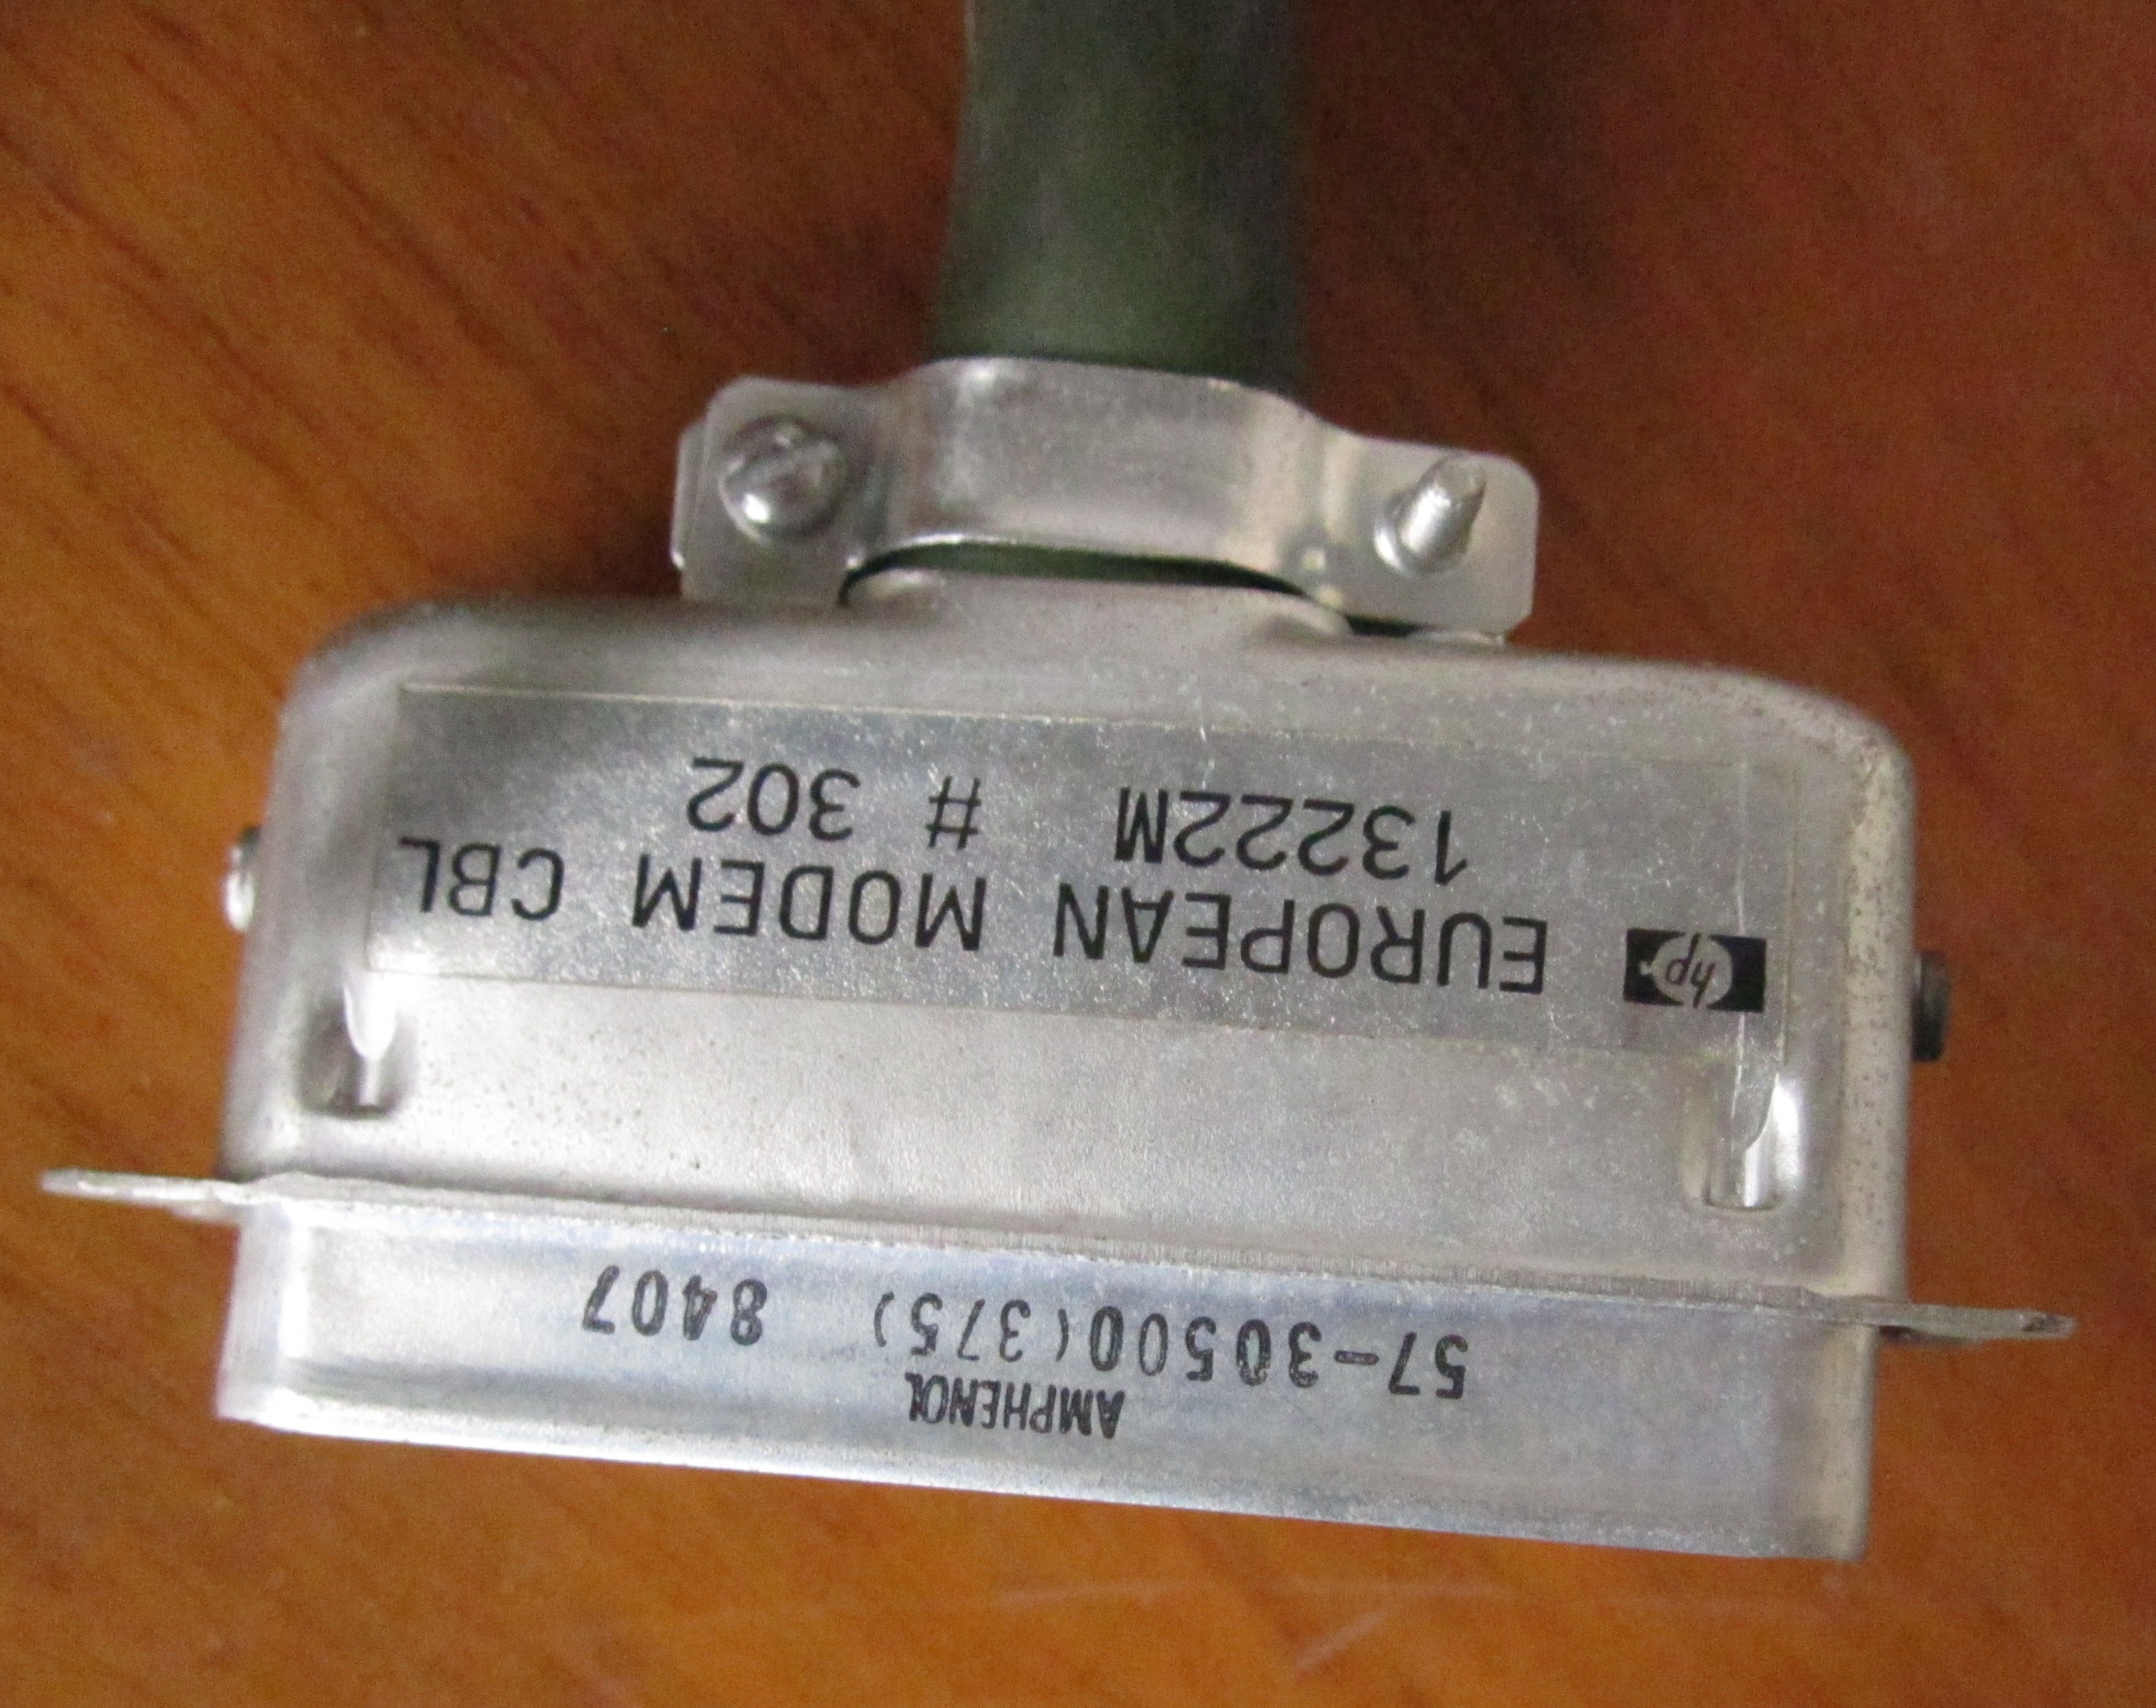 hp EUROPEAN MODEM CBL
13222M # 302
AMPHENOL
57-30500(375) 8407